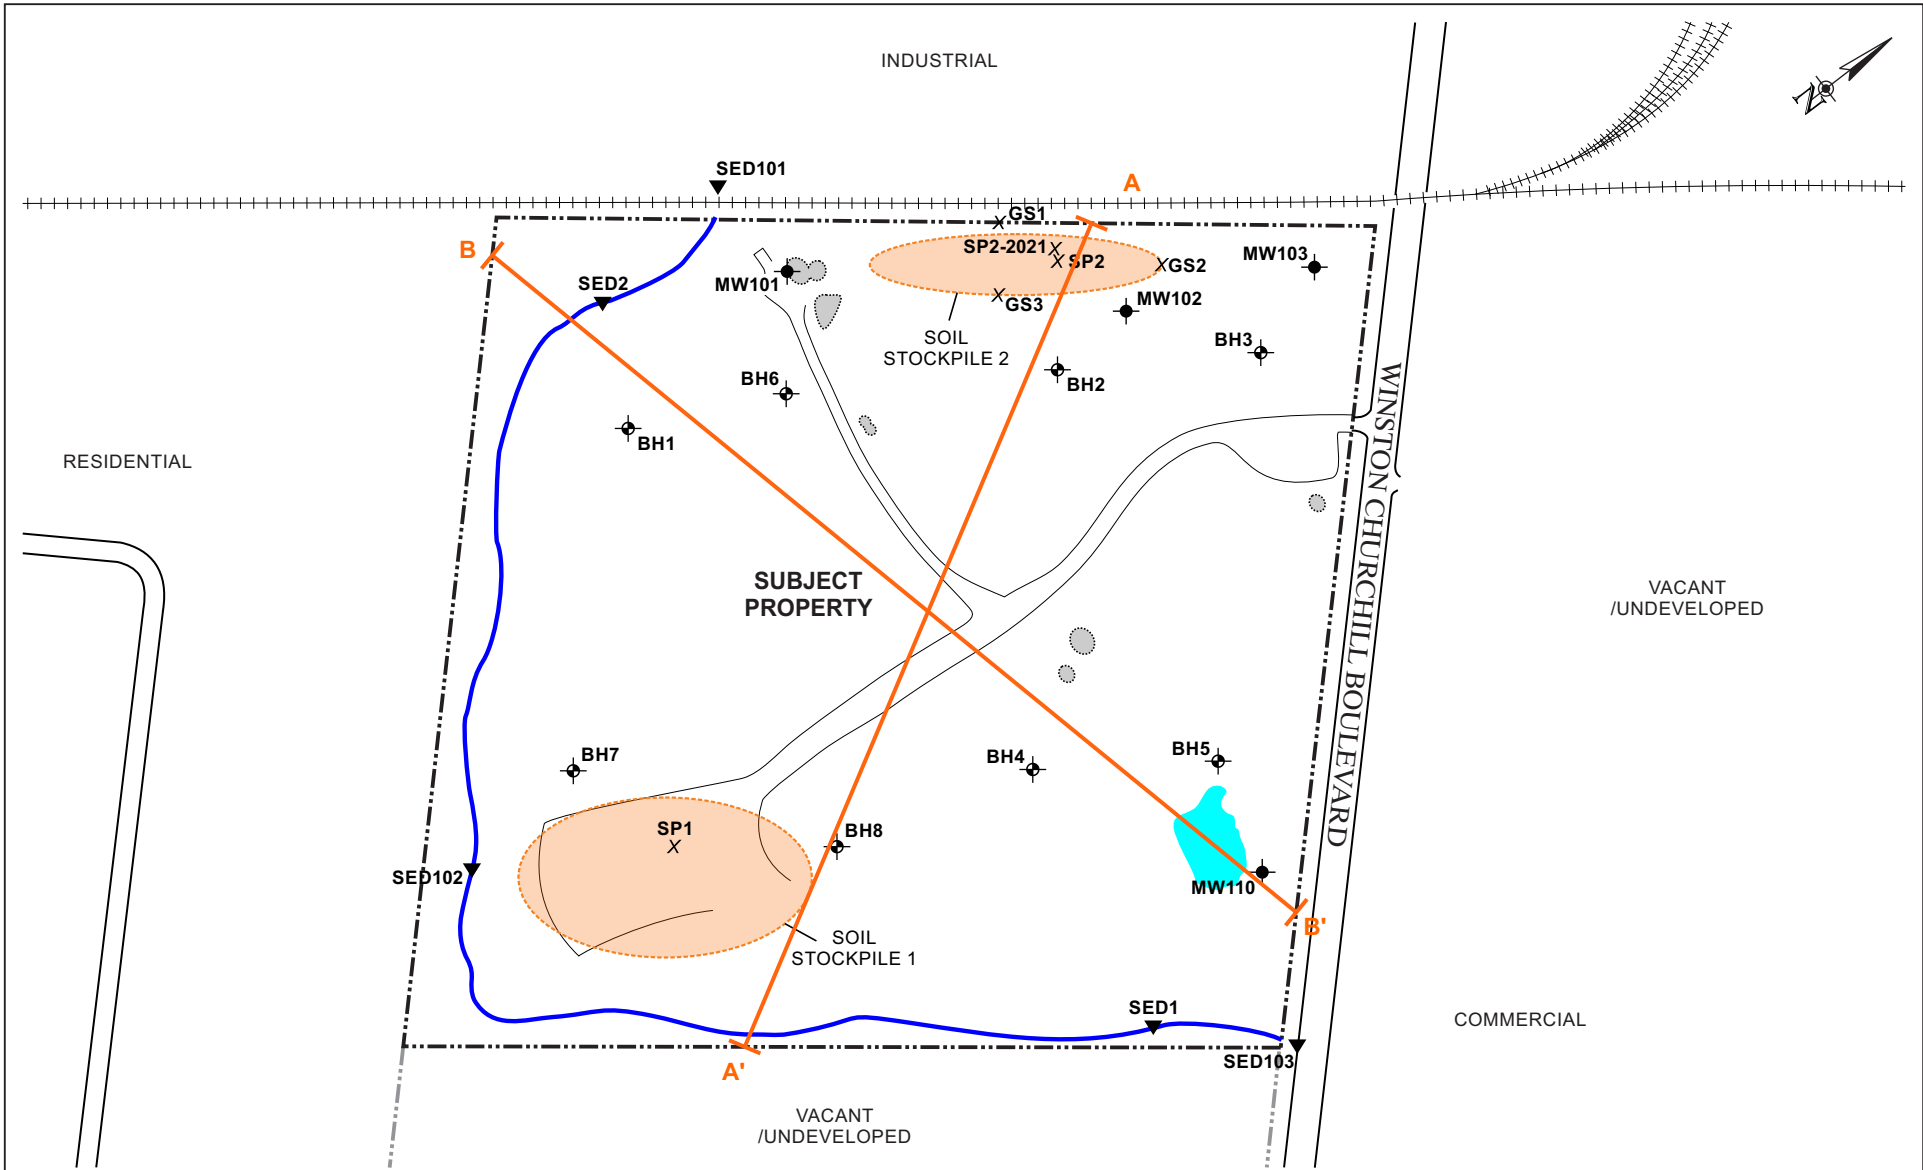 INDUSTRIAL
N
SED101
A
GS1
B
SP2-2021
SP2
GS2
MW103
SED2
MW101
GS3
MW102
SOIL
STOCKPILE 2
BH3
BH6
BH2
BH1
RESIDENTIAL
WINSTON CHURCHILL BOULEVARD
SUBJECT
PROPERTY
VACANT
/UNDEVELOPED
BH7
BH4
BH5
SP1
BH8
SED102
MW110
B'
SOIL
STOCKPILE 1
SED1
COMMERCIAL
SED103
A'
VACANT
/UNDEVELOPED